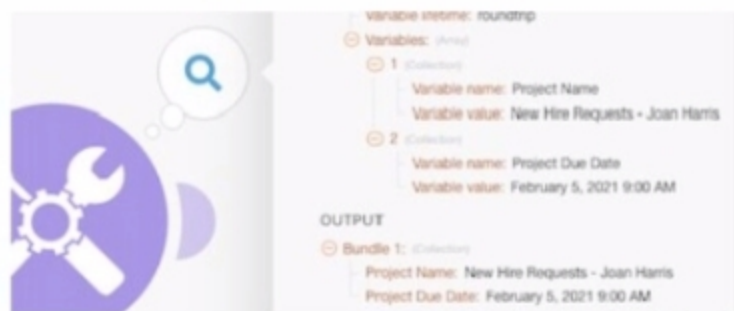 Variable lifetime: roundtrip
Variables: (Array)
1 (Collection)
Variable name: Project Name
Variable value: New Hire Requests - Joan Harris
2 (Collection)
Variable name: Project Due Date
Variable value: February 5, 2021 9:00 AM
OUTPUT
Bundle 1: (Collection)
Project Name: New Hire Requests - Joan Harris
Project Due Date: February 5, 2021 9:00 AM